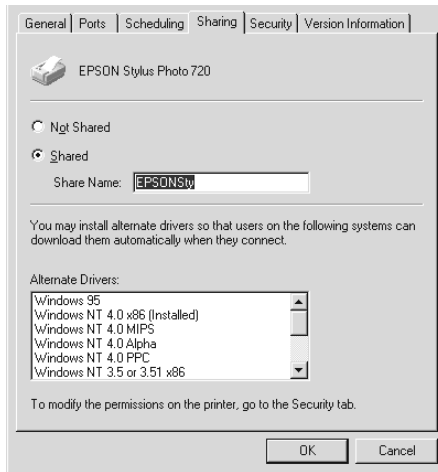 General Ports Scheduling Sharing Security Version Information
EPSON Stylus Photo 720
Not Shared
Shared
Share Name: EPSONSty
You may install alternate drivers so that users on the following systems can
download them automatically when they connect.
Alternate Drivers:
Windows 95
Windows NT 4.0 x86 (Installed)
Windows NT 4.0 MIPS
Windows NT 4.0 Alpha
Windows NT 4.0 PPC
Windows NT 3.5 or 3.51 x86
To modify the permissions on the printer, go to the Security tab.
OK Cancel